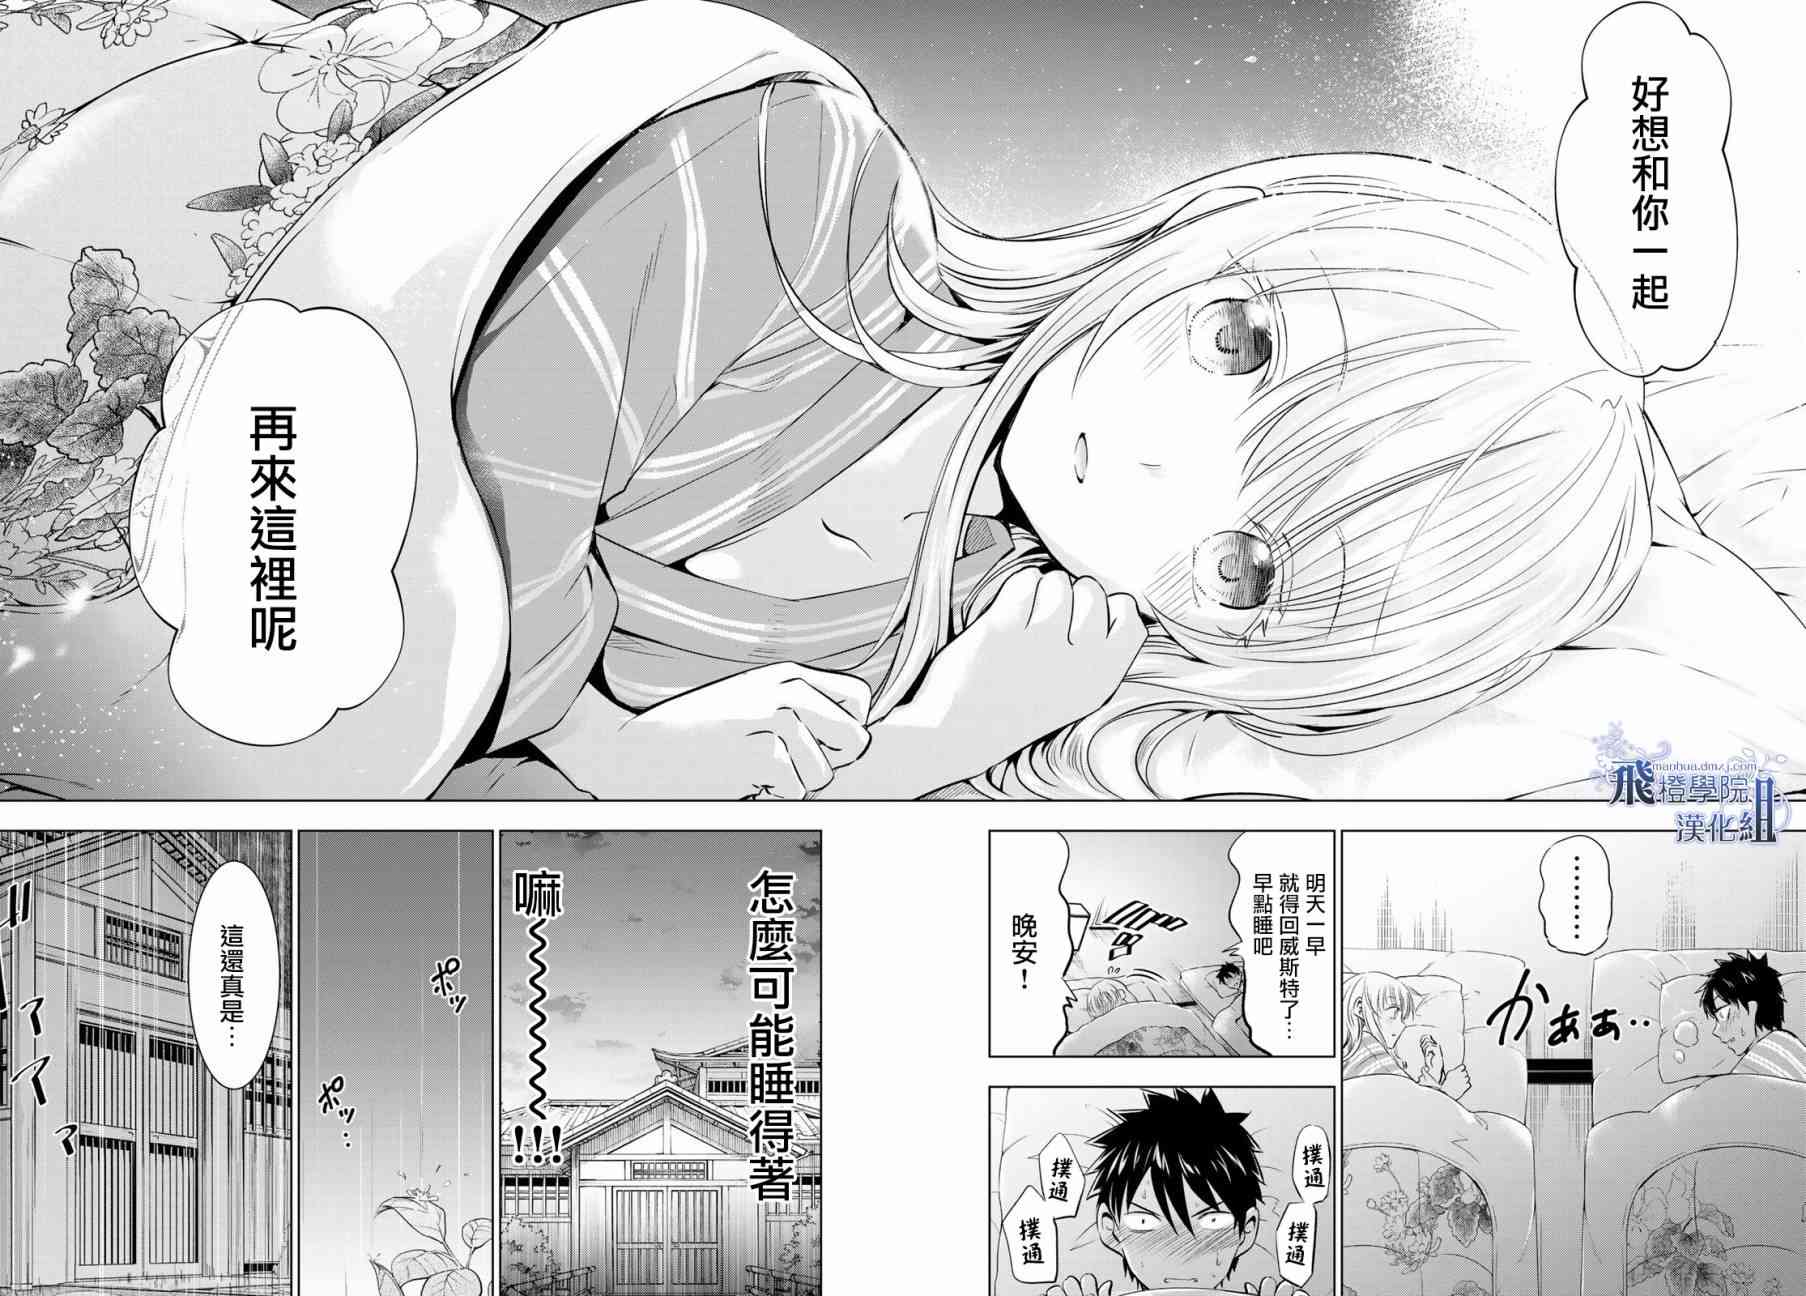 好想和你一起
再來這裡呢
manhua.dmzj.com
飛橙學院
漢化組
………
かぁぁ‥
明天一早
就得回威斯特了…
早點睡吧
晚安！
撲通
撲通
撲通
撲通
怎麼可能睡得著
嘛~~~~!!!
ポッ
ポッ…
這還真是…